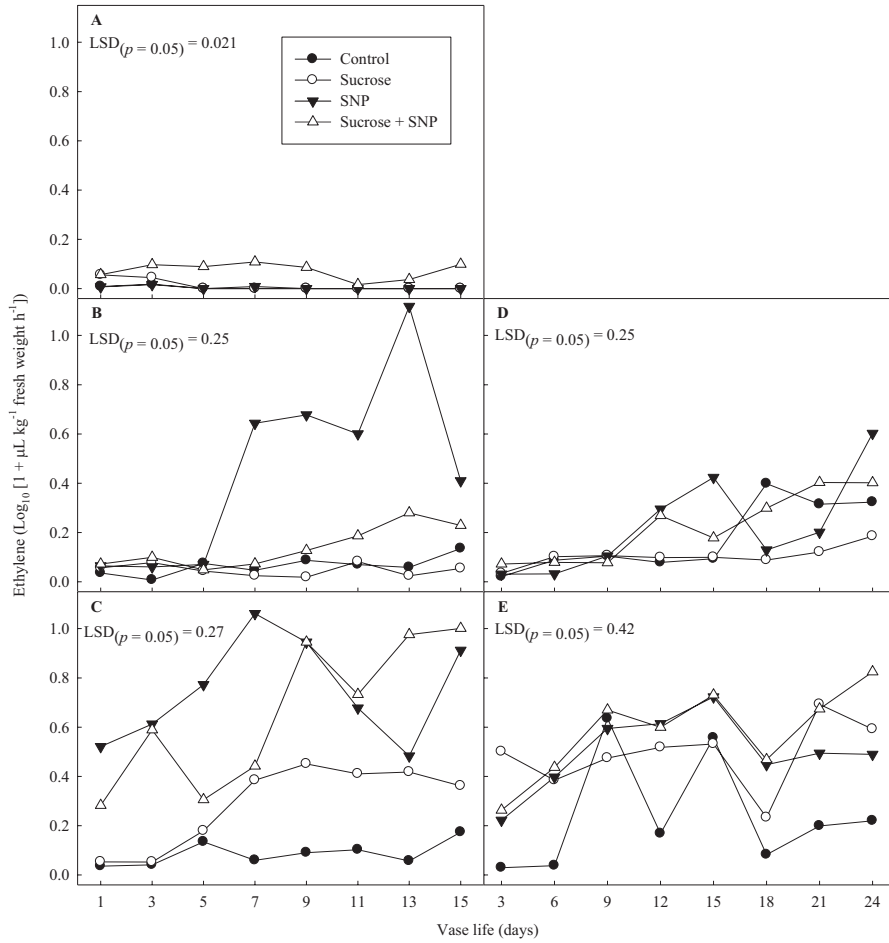 A
LSD(p = 0.05) = 0.021
Control
Sucrose
SNP
Sucrose + SNP
1.0
0.8
0.6
0.4
0.2
0.0
B
LSD(p = 0.05) = 0.25
1.0
0.8
0.6
0.4
0.2
0.0
D
LSD(p = 0.05) = 0.25
C
LSD(p = 0.05) = 0.27
1.0
0.8
0.6
0.4
0.2
0.0
E
LSD(p = 0.05) = 0.42
1 3 5 7 9 11 13 15
3 6 9 12 15 18 21 24
Vase life (days)
Ethylene (Log10 [1 + μL kg-1 fresh weight h-1])